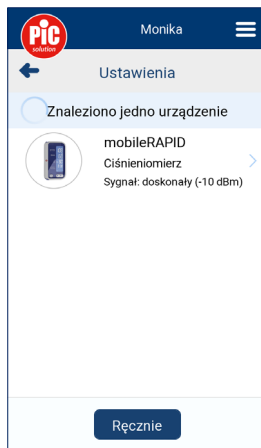 PiC
solution
Monika
Ustawienia
Znaleziono jedno urządzenie
mobileRAPID
Ciśnieniomierz
Sygnał: doskonały (-10 dBm)
Ręcznie